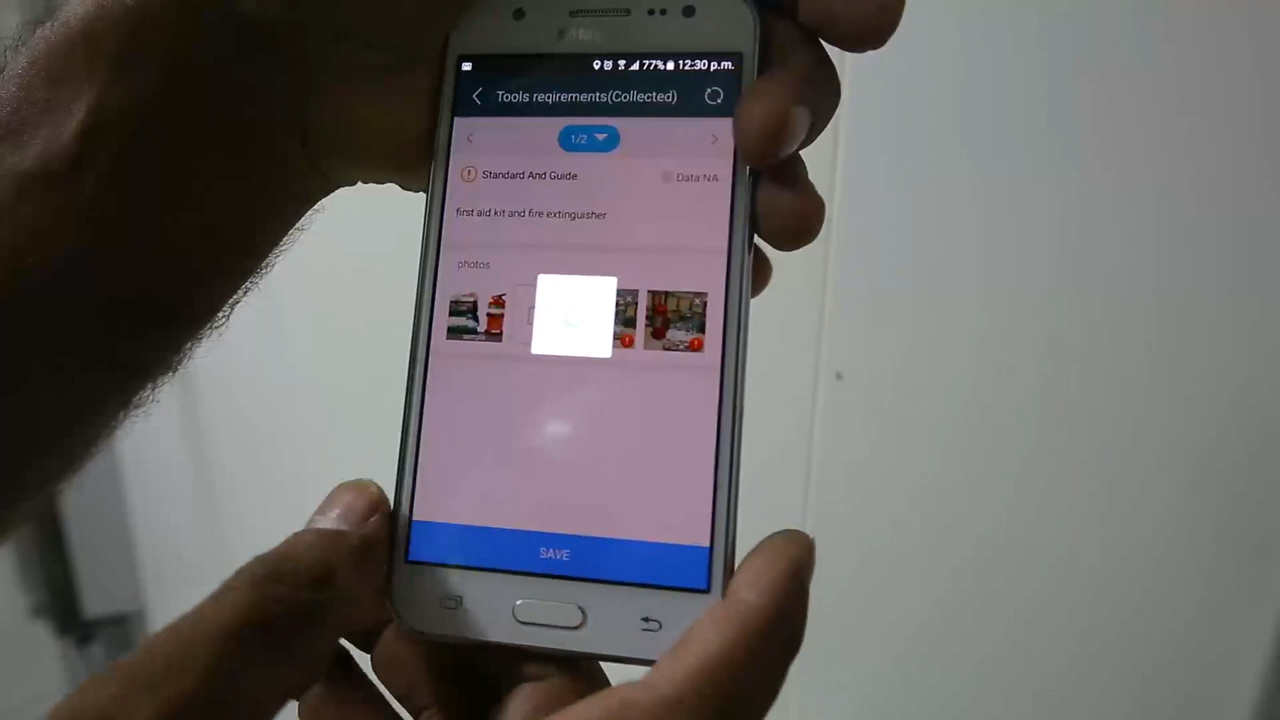 SAMSUNG
77% 12:30 p.m.
Tools reqirements(Collected)
1/2
Standard And Guide
Data NA
first aid kit and fire extinguisher
photos
SAVE